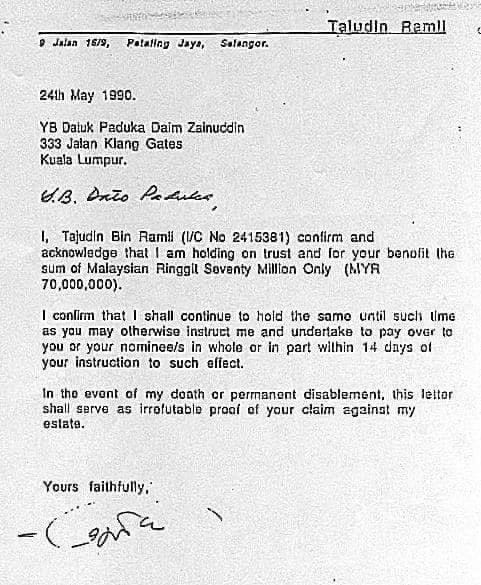 Tajudin Ramli
9 Jalan 16/9, Petaling Jaya, Selangor.
24th May 1990.
YB Datuk Paduka Daim Zainuddin
333 Jalan Klang Gates
Kuala Lumpur.
Y.B. Dato Paduka,
I, Tajudin Bin Ramli (I/C No 2415381) confirm and
acknowledge that I am holding on trust and for your benefit the
sum of Malaysian Ringgit Seventy Million Only (MYR
70,000,000).
I confirm that I shall continue to hold the same until such time
as you may otherwise instruct me and undertake to pay over to
you or your nominee/s in whole or in part within 14 days of
your instruction to such effect.
In the event of my death or permanent disablement, this letter
shall serve as irrefutable proof of your claim against my
estate.
Yours faithfully,